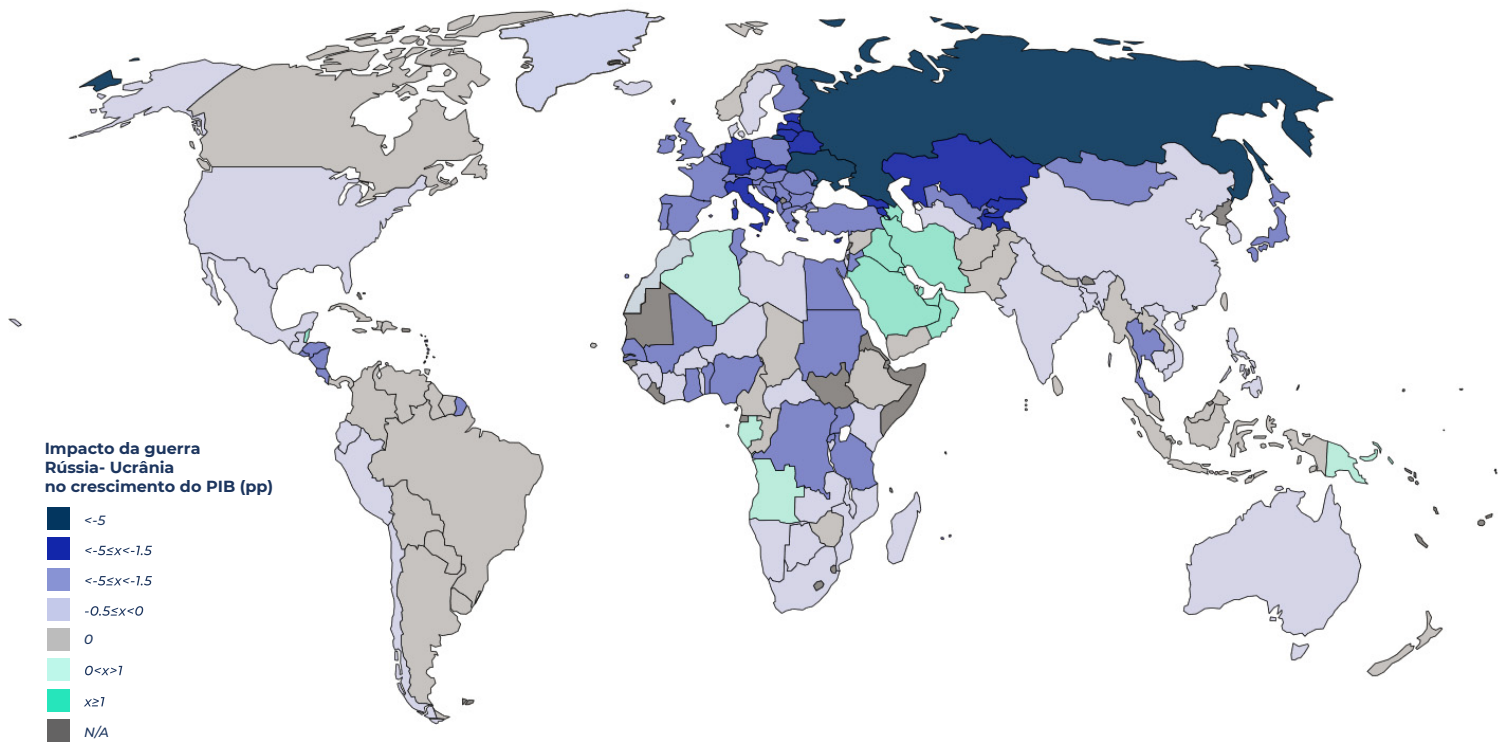 Impacto da guerra
Rússia- Ucrânia
no crescimento do PIB (pp)
<-5
<-5≤x<-1.5
<-5≤x<-1.5
-0.5≤x<0
0
0<x>1
x≥1
N/A